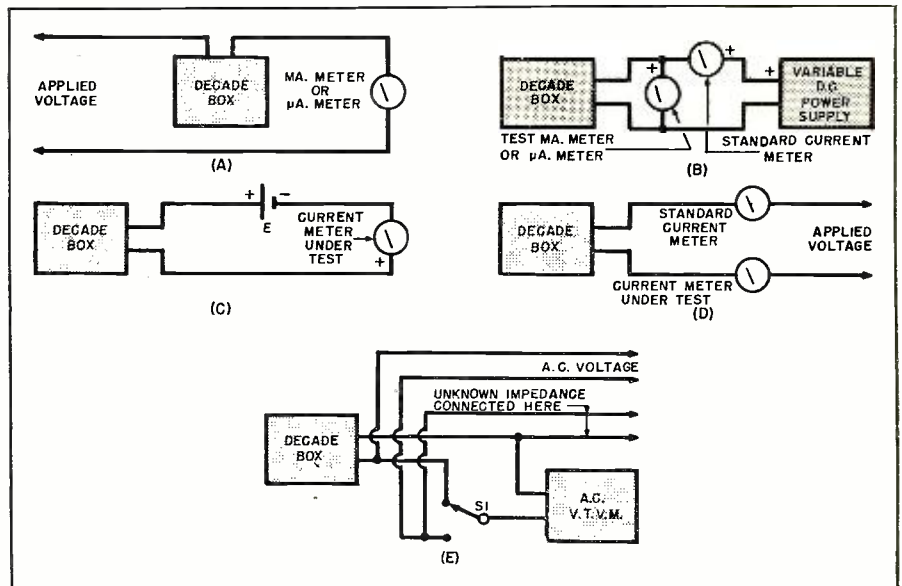 APPLIED
VOLTAGE
DECADE
BOX
MA. METER
OR
µA. METER
(A)
DECADE
BOX
+
+
+
VARIABLE
D.C.
POWER
SUPPLY
TEST MA. METER
OR µA. METER
STANDARD CURRENT
METER
(B)
DECADE
BOX
+
-
E
CURRENT
METER
UNDER
TEST
+
(C)
DECADE
BOX
STANDARD
CURRENT
METER
APPLIED
VOLTAGE
CURRENT METER
UNDER TEST
(D)
A.C. VOLTAGE
UNKNOWN IMPEDANCE
CONNECTED HERE
DECADE
BOX
S1
A.C.
V.T.V.M.
(E)